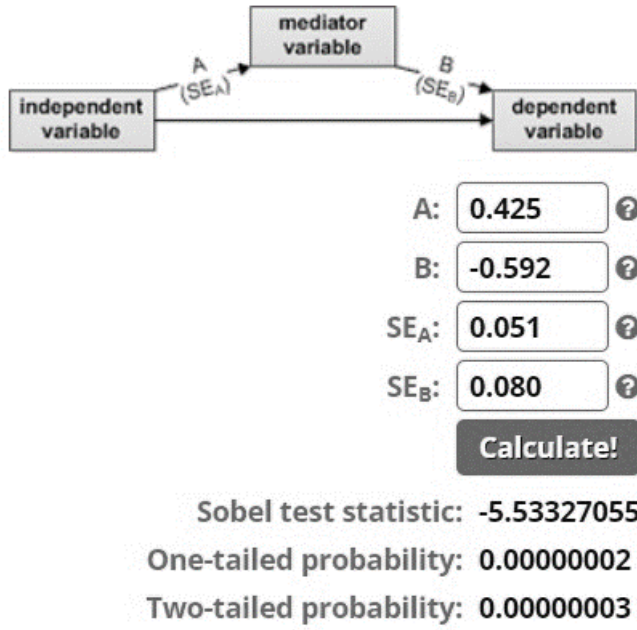 mediator
variable
A
(SEA)
B
(SEB)
independent
variable
dependent
variable
A: 0.425 ?
B: -0.592 ?
SEA: 0.051 ?
SEB: 0.080 ?
Calculate!
Sobel test statistic: -5.53327055
One-tailed probability: 0.00000002
Two-tailed probability: 0.00000003